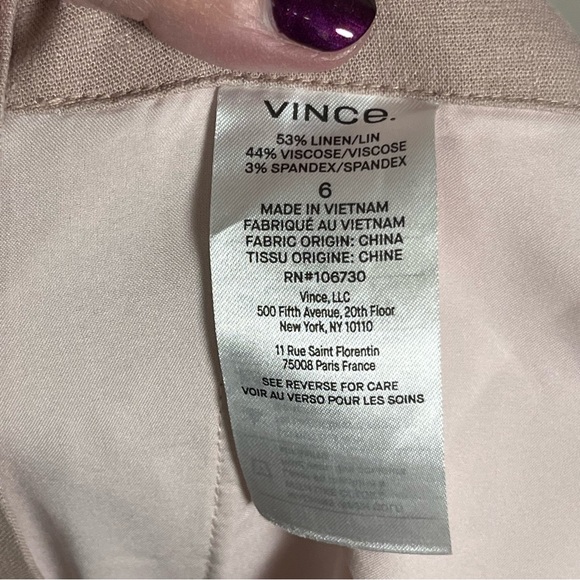 VINCE.
53% LINEN/LIN
44% VISCOSE/VISCOSE
3% SPANDEX/SPANDEX
6
MADE IN VIETNAM
FABRIQUÉ AU VIETNAM
FABRIC ORIGIN: CHINA
TISSU ORIGINE: CHINE
RN#106730
Vince, LLC
500 Fifth Avenue, 20th Floor
New York, NY 10110
11 Rue Saint Florentin
75008 Paris France
SEE REVERSE FOR CARE
VOIR AU VERSO POUR LES SOINS